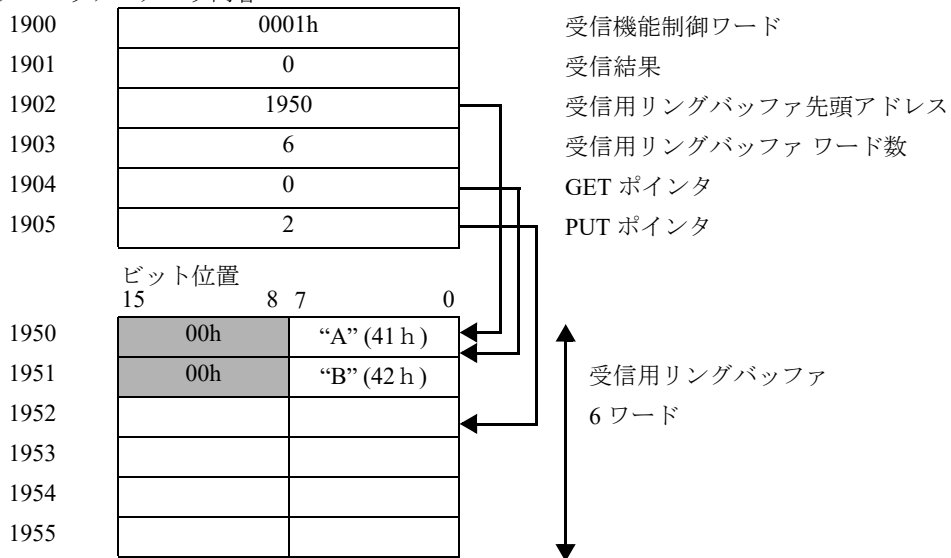 1900 0001h 受信機能制御ワード
1901 0 受信結果
1902 1950 受信用リングバッファ先頭アドレス
1903 6 受信用リングバッファ ワード数
1904 0 GET ポインタ
1905 2 PUT ポインタ
ビット位置
15 8 7 0
1950 00h “A” (41ｈ)
1951 00h “B” (42ｈ) 受信用リングバッファ
1952 6 ワード
1953
1954
1955